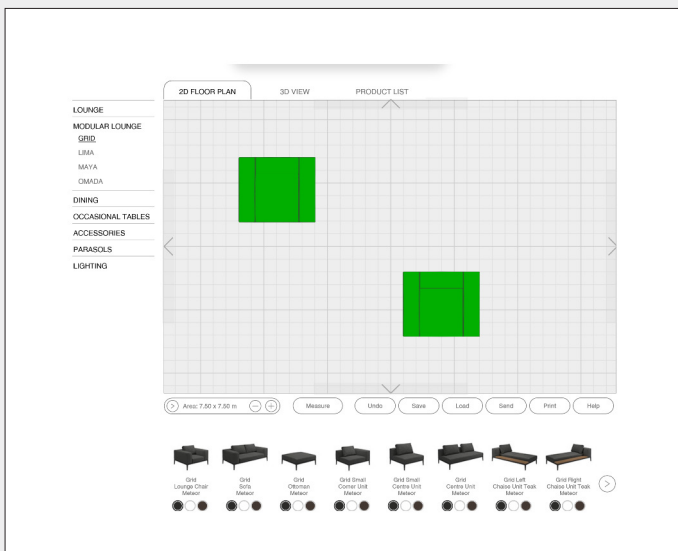 2D FLOOR PLAN
3D VIEW
PRODUCT LIST
LOUNGE
MODULAR LOUNGE
GRID
LIMA
MAYA
OMADA
DINING
OCCASIONAL TABLES
ACCESSORIES
PARASOLS
LIGHTING
Area: 7.50 x 7.50 m
Measure
Undo
Save
Load
Send
Print
Help
Grid
Lounge Chair
Meteor
Grid
Sofa
Meteor
Grid
Ottoman
Meteor
Grid Small
Corner Unit
Meteor
Grid Small
Centre Unit
Meteor
Grid
Centre Unit
Meteor
Grid Left
Chaise Unit Teak
Meteor
Grid Right
Chaise Unit Teak
Meteor